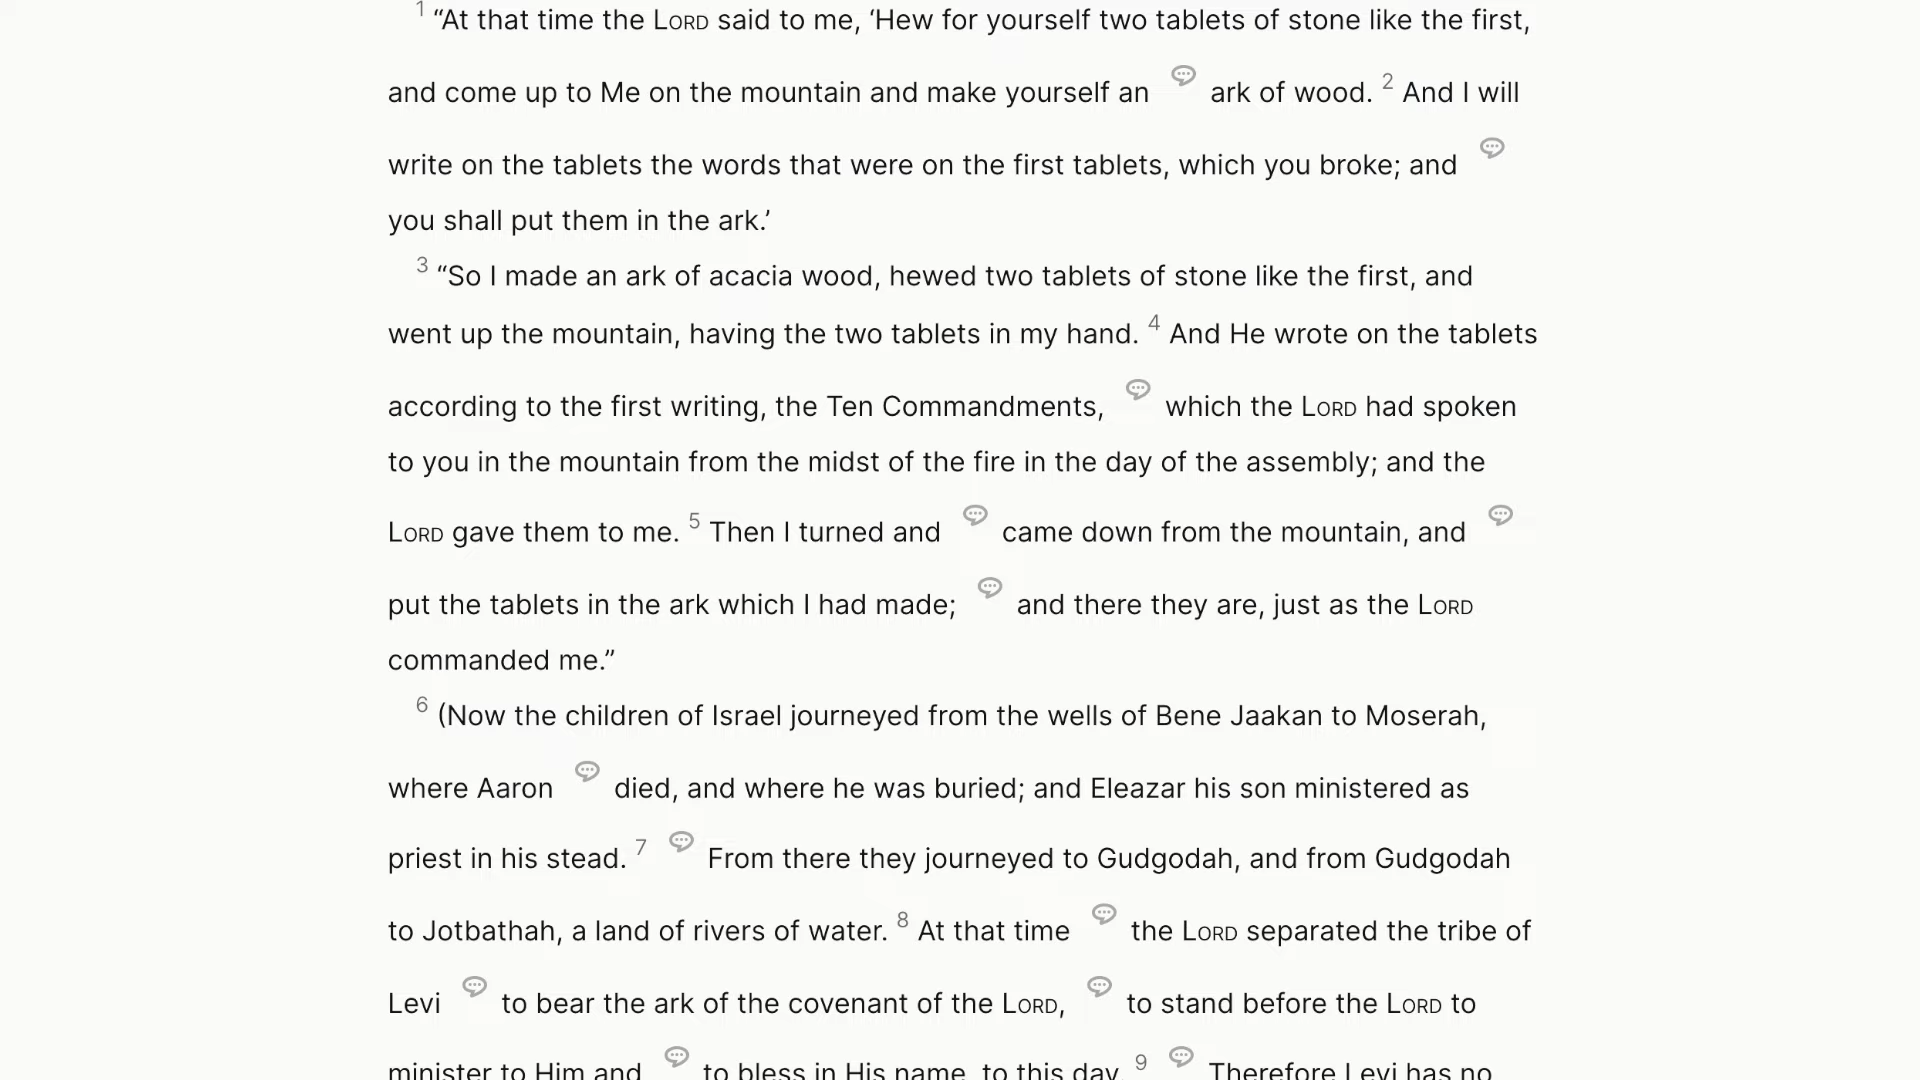 1 “At that time the LORD said to me, ‘Hew for yourself two tablets of stone like the first,
and come up to Me on the mountain and make yourself an ark of wood. 2 And I will
write on the tablets the words that were on the first tablets, which you broke; and
you shall put them in the ark.’
3 “So I made an ark of acacia wood, hewed two tablets of stone like the first, and
went up the mountain, having the two tablets in my hand. 4 And He wrote on the tablets
according to the first writing, the Ten Commandments, which the LORD had spoken
to you in the mountain from the midst of the fire in the day of the assembly; and the
LORD gave them to me. 5 Then I turned and came down from the mountain, and
put the tablets in the ark which I had made; and there they are, just as the LORD
commanded me.”
6 (Now the children of Israel journeyed from the wells of Bene Jaakan to Moserah,
where Aaron died, and where he was buried; and Eleazar his son ministered as
priest in his stead. 7 From there they journeyed to Gudgodah, and from Gudgodah
to Jotbathah, a land of rivers of water. 8 At that time the LORD separated the tribe of
Levi to bear the ark of the covenant of the LORD, to stand before the LORD to
minister to Him and to bless in His name, to this day. 9 Therefore Levi has no